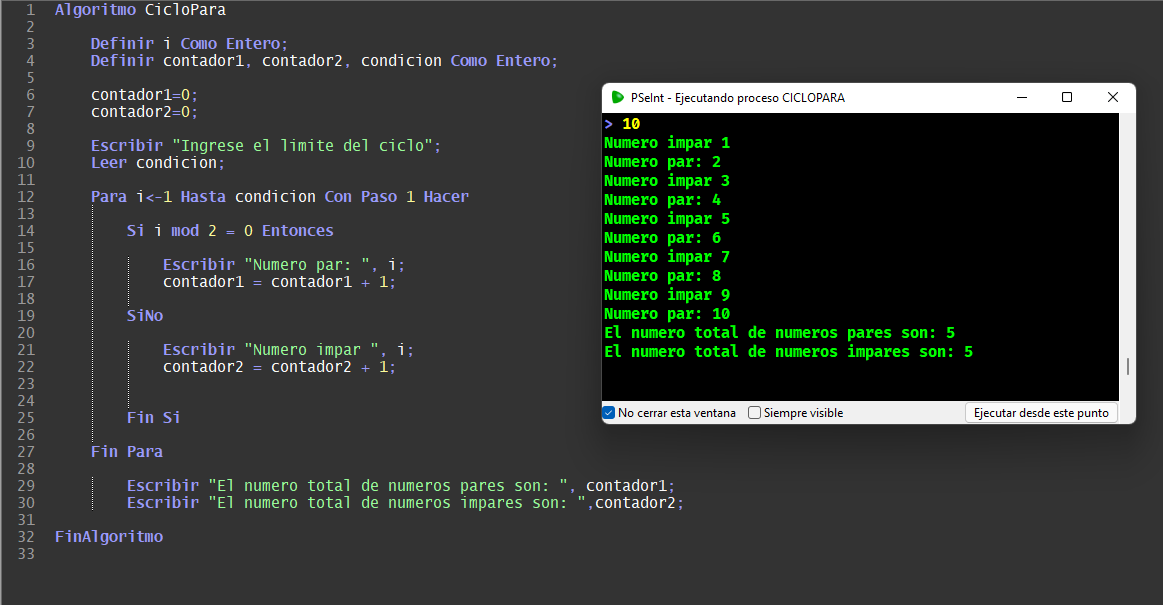 1 Algoritmo CicloPara
2
3 Definir i Como Entero;
4 Definir contador1, contador2, condicion Como Entero;
5
6 contador1=0;
7 contador2=0;
8
9 Escribir "Ingrese el limite del ciclo";
10 Leer condicion;
11
12 Para i<-1 Hasta condicion Con Paso 1 Hacer
13
14 Si i mod 2 = 0 Entonces
15
16 Escribir "Numero par: ", i;
17 contador1 = contador1 + 1;
18
19 SiNo
20
21 Escribir "Numero impar ", i;
22 contador2 = contador2 + 1;
23
24
25 Fin Si
26
27 Fin Para
28
29 Escribir "El numero total de numeros pares son: ", contador1;
30 Escribir "El numero total de numeros impares son: ",contador2;
31
32 FinAlgoritmo
33
PSeInt - Ejecutando proceso CICLOPARA
> 10
Numero impar 1
Numero par: 2
Numero impar 3
Numero par: 4
Numero impar 5
Numero par: 6
Numero impar 7
Numero par: 8
Numero impar 9
Numero par: 10
El numero total de numeros pares son: 5
El numero total de numeros impares son: 5
No cerrar esta ventana Siempre visible Ejecutar desde este punto